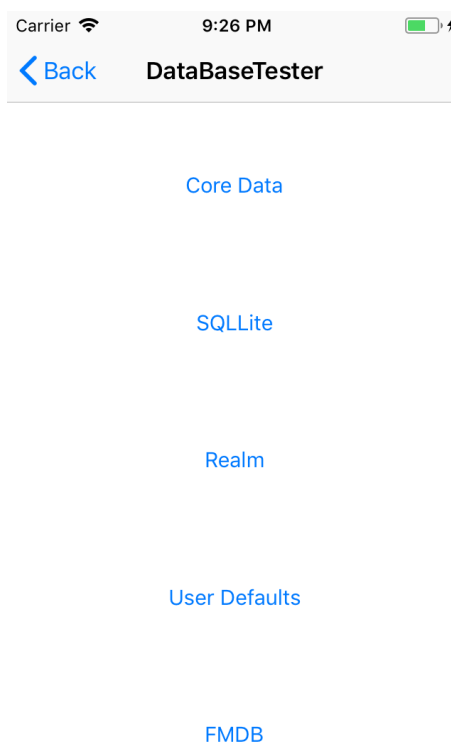 Carrier 9:26 PM
Back DataBaseTester
Core Data
SQLLite
Realm
User Defaults
FMDB